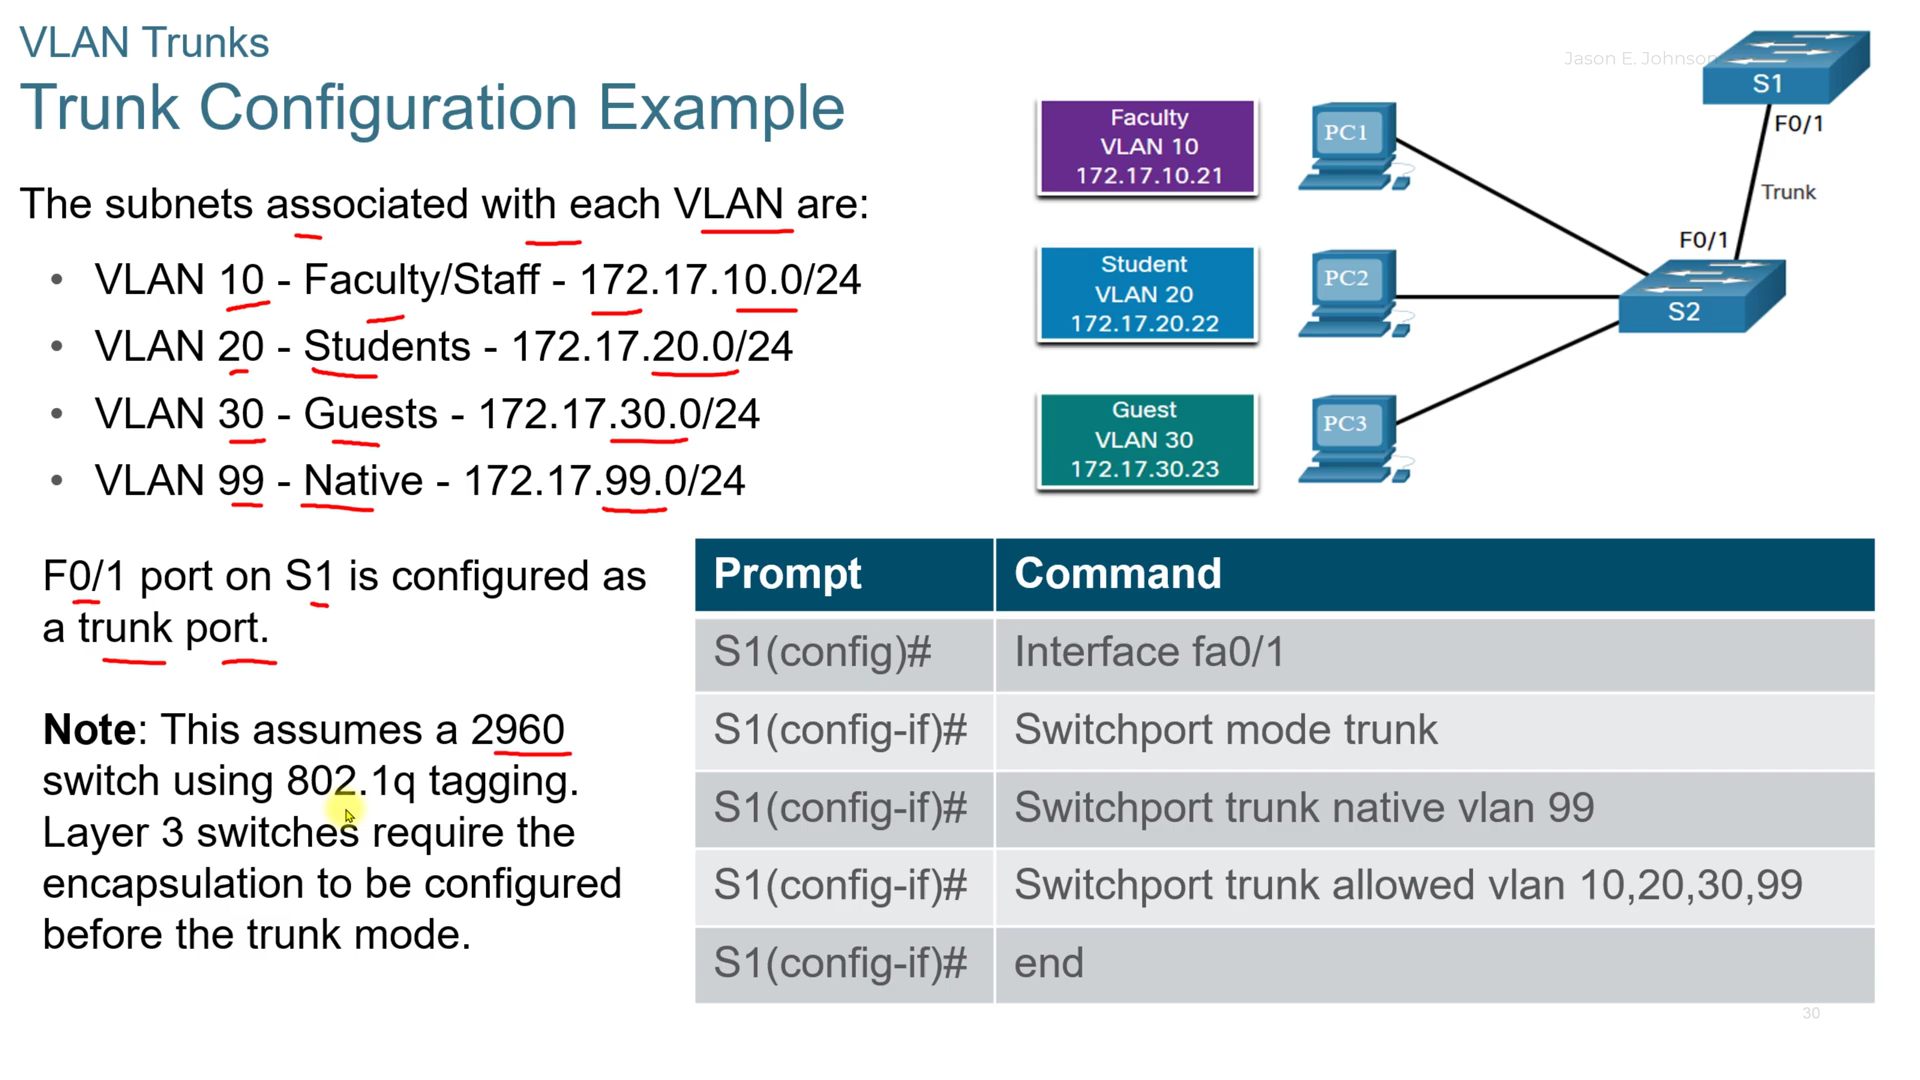 VLAN Trunks
Trunk Configuration Example
The subnets associated with each VLAN are:
• VLAN 10 - Faculty/Staff - 172.17.10.0/24
• VLAN 20 - Students - 172.17.20.0/24
• VLAN 30 - Guests - 172.17.30.0/24
• VLAN 99 - Native - 172.17.99.0/24
F0/1 port on S1 is configured as
a trunk port.
Note: This assumes a 2960
switch using 802.1q tagging.
Layer 3 switches require the
encapsulation to be configured
before the trunk mode.
Jason E. Johnson
S1
F0/1
Trunk
F0/1
S2
Faculty
VLAN 10
172.17.10.21
PC1
Student
VLAN 20
172.17.20.22
PC2
Guest
VLAN 30
172.17.30.23
PC3
Prompt Command
S1(config)# Interface fa0/1
S1(config-if)# Switchport mode trunk
S1(config-if)# Switchport trunk native vlan 99
S1(config-if)# Switchport trunk allowed vlan 10,20,30,99
S1(config-if)# end
30